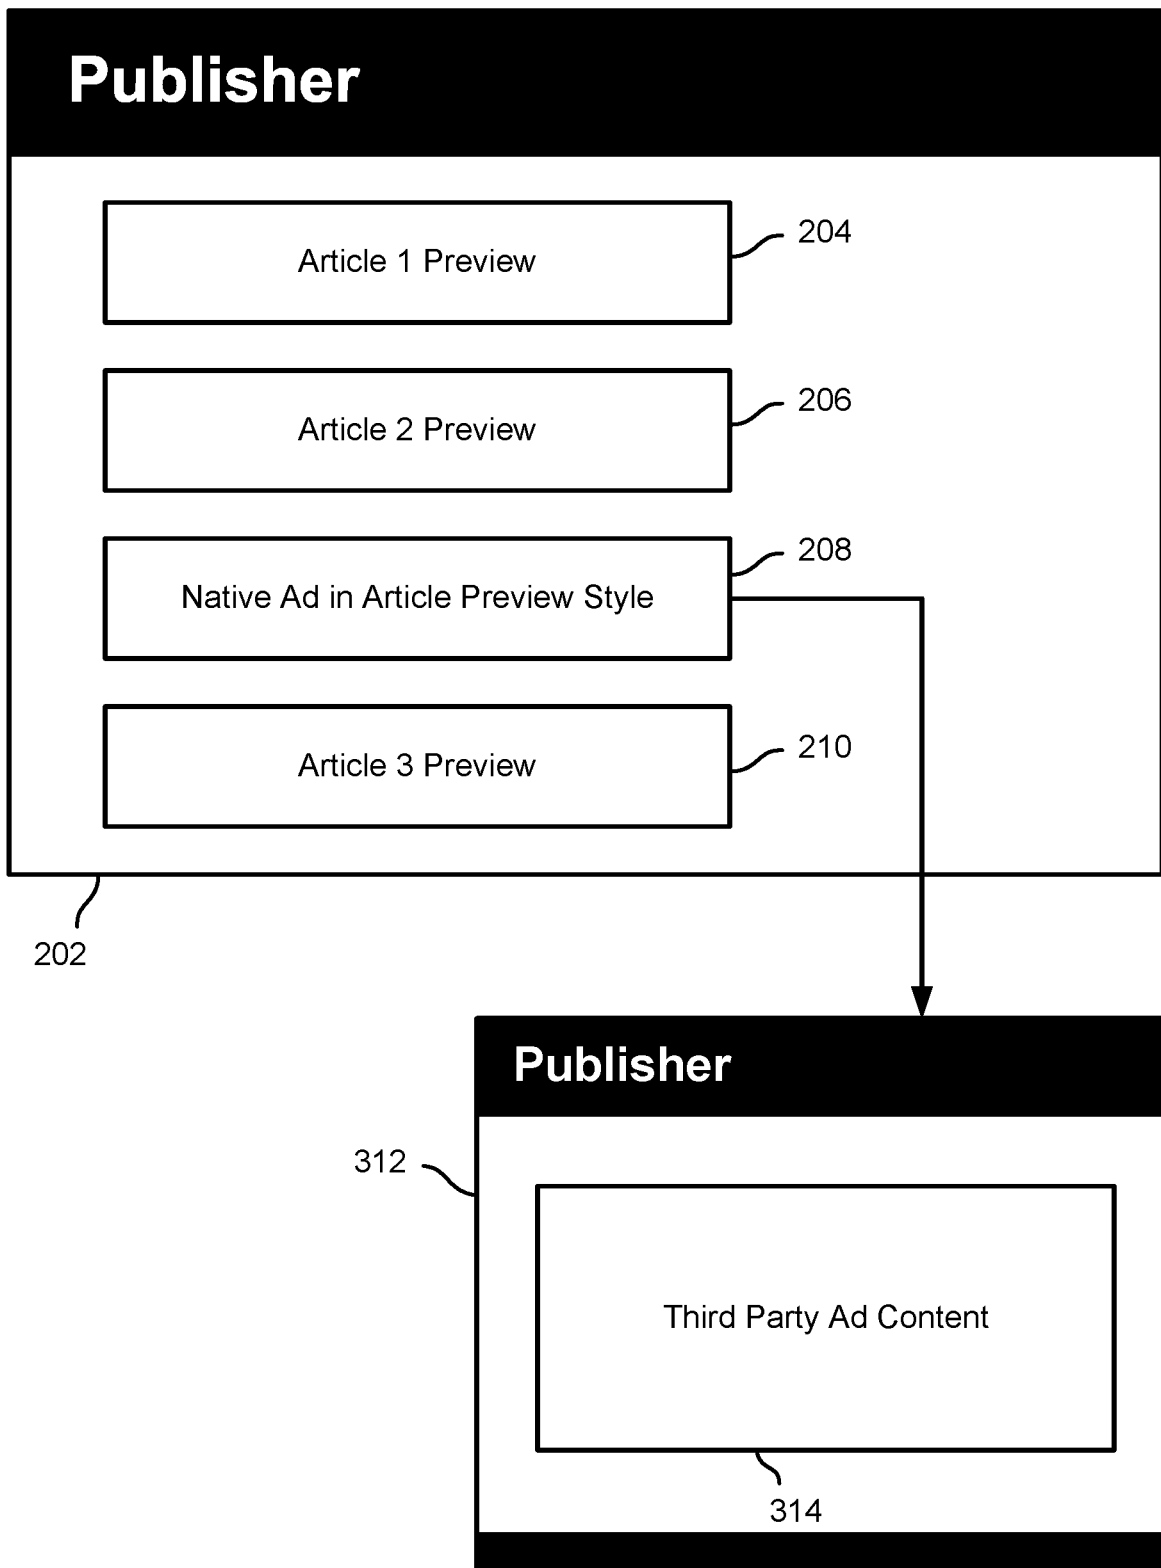 Publisher
Article 1 Preview
204
Article 2 Preview
206
Native Ad in Article Preview Style
208
Article 3 Preview
210
202
Publisher
312
Third Party Ad Content
314